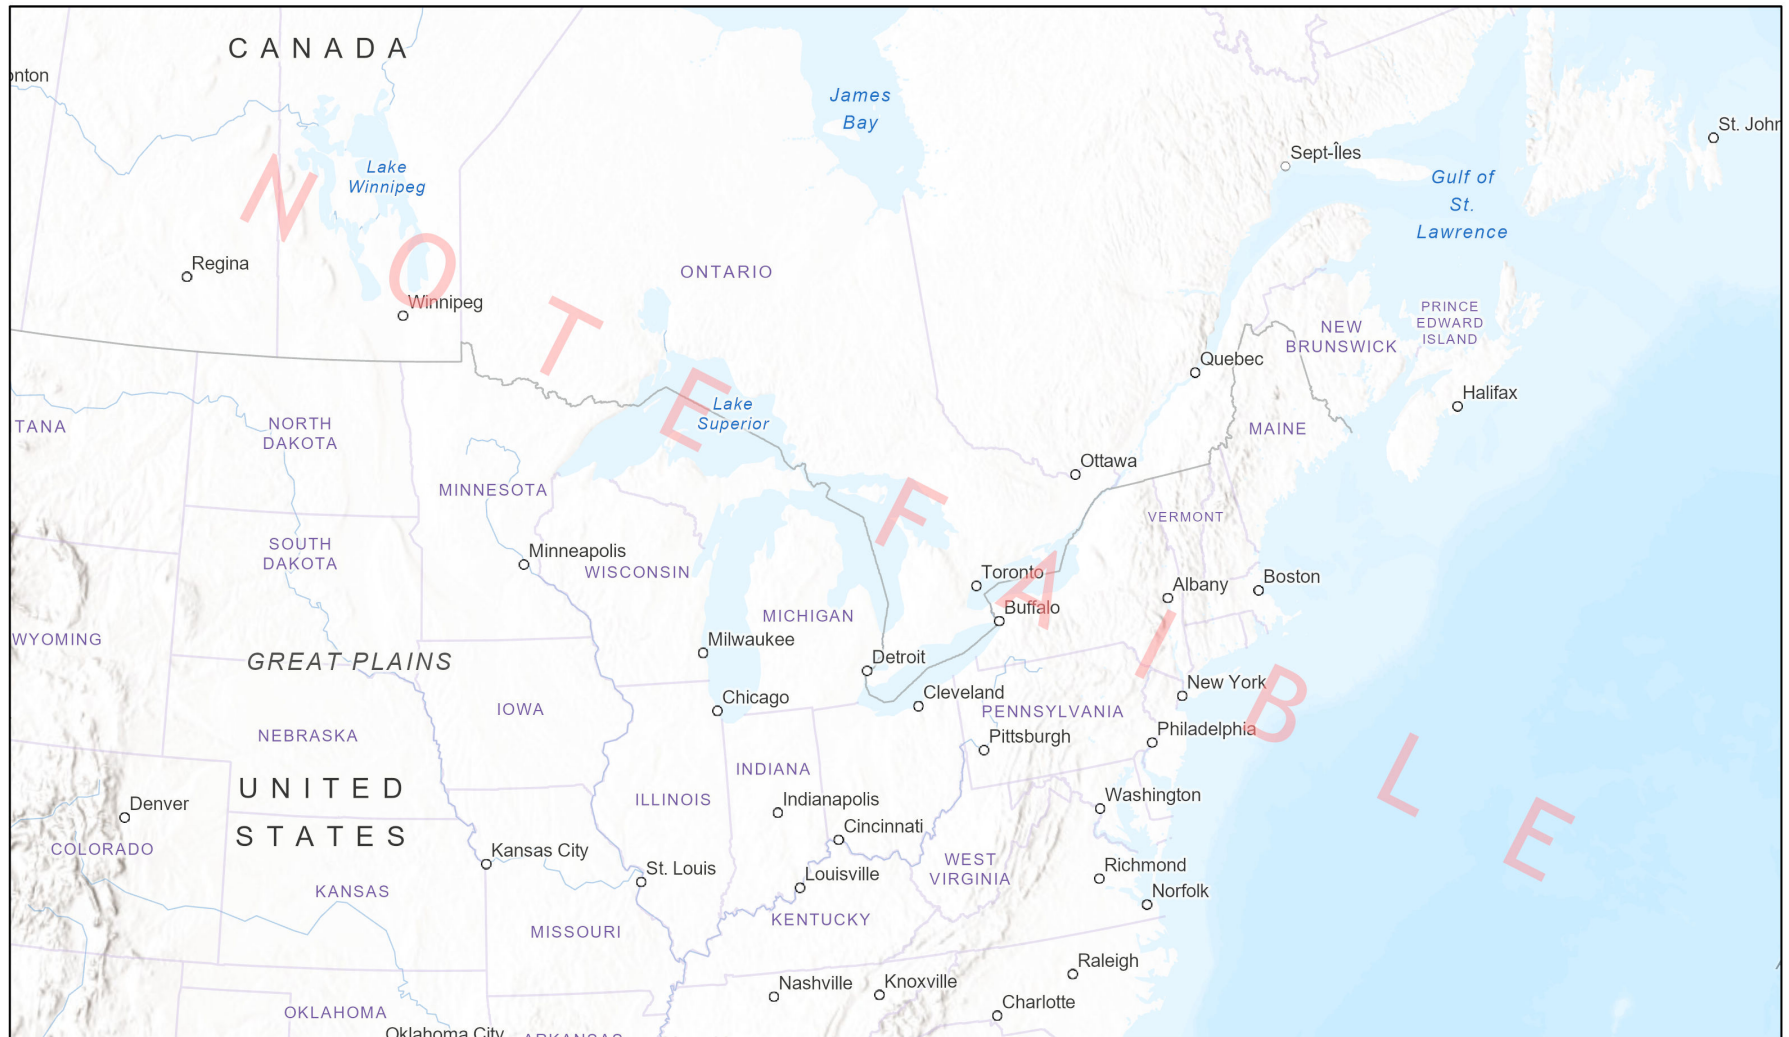 CANADA
onton
James
Bay
St. John
Sept-Îles
Lake
Winnipeg
Gulf of
St.
Lawrence
Regina
ONTARIO
Winnipeg
PRINCE
EDWARD
ISLAND
NEW
BRUNSWICK
Quebec
Halifax
Lake
Superior
TANA
NORTH
DAKOTA
MAINE
Ottawa
MINNESOTA
VERMONT
SOUTH
DAKOTA
Minneapolis
WISCONSIN
Toronto
Albany
Boston
Buffalo
MICHIGAN
WYOMING
Milwaukee
GREAT PLAINS
Detroit
New York
Chicago
Cleveland
IOWA
PENNSYLVANIA
NEBRASKA
Pittsburgh
Philadelphia
INDIANA
UNITED
STATES
Denver
ILLINOIS
Indianapolis
Washington
Cincinnati
COLORADO
Kansas City
St. Louis
Louisville
WEST
VIRGINIA
Richmond
Norfolk
KANSAS
KENTUCKY
MISSOURI
Raleigh
Nashville
Knoxville
Charlotte
OKLAHOMA
Oklahoma City
ARKANSAS
NOTEFAIBLE